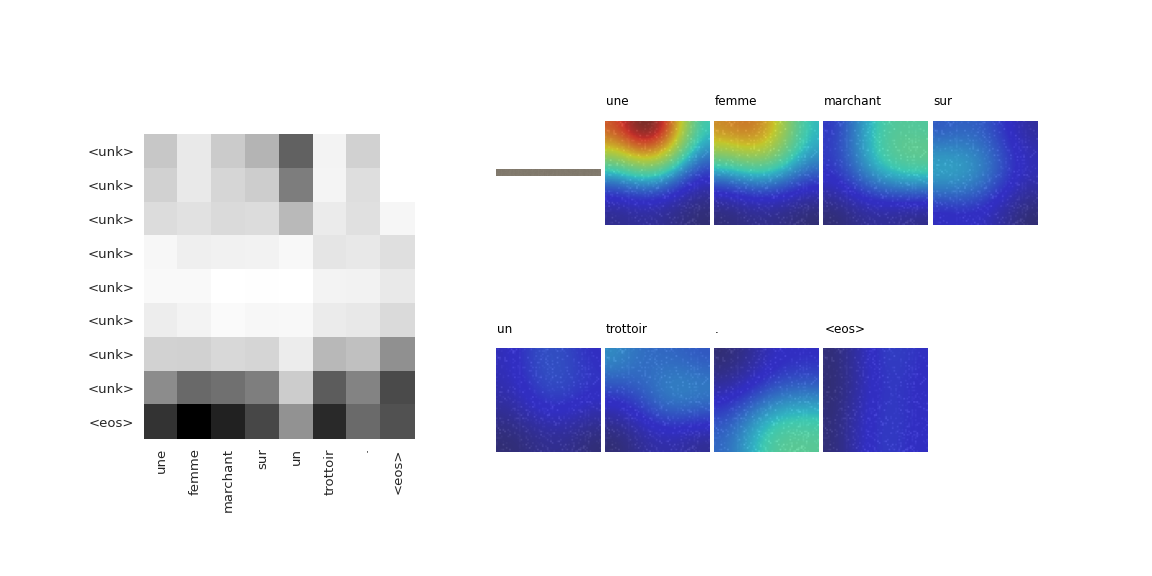 <unk>
<unk>
<unk>
<unk>
<unk>
<unk>
<unk>
<unk>
<eos>
une femme marchant sur un trottoir . <eos>
une femme marchant sur
un trottoir . <eos>